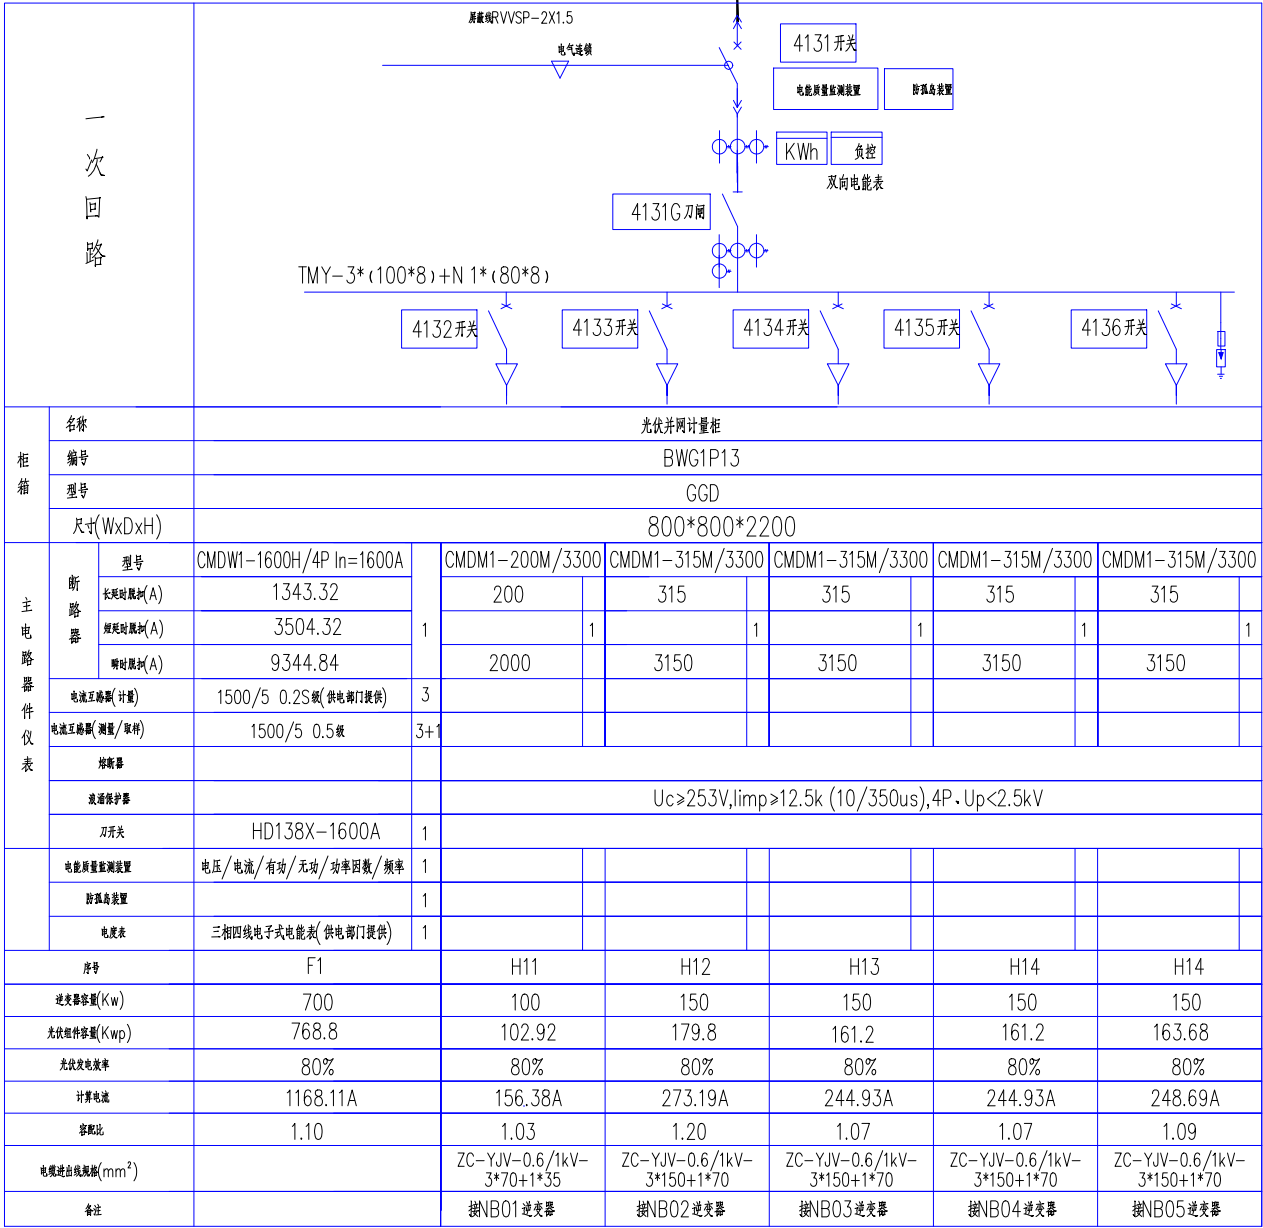 屏蔽线RVVSP-2X1.5
电气连锁
4131开关
电能质量监测装置 防孤岛装置
KWh 负控
双向电能表
4131G刀闸
一次回路
TMY-3*(100*8)+N 1*(80*8)
4132开关 4133开关 4134开关 4135开关 4136开关
柜箱
名称 光伏并网计量柜
编号 BWG1P13
型号 GGD
尺寸(WxDxH) 800*800*2200
主电路器件仪表
断路器
型号 CMDW1-1600H/4P In=1600A CMDM1-200M/3300 CMDM1-315M/3300 CMDM1-315M/3300 CMDM1-315M/3300 CMDM1-315M/3300
长延时脱扣(A) 1343.32 200 315 315 315 315
短延时脱扣(A) 3504.32 1 1 1 1 1 1
瞬时脱扣(A) 9344.84 2000 3150 3150 3150 3150
电流互感器(计量) 1500/5 0.2S级(供电部门提供) 3
电流互感器(测量/取样) 1500/5 0.5级 3+1
熔断器
浪涌保护器 Uc≥253V,limp≥12.5k (10/350us),4P、Up<2.5kV
刀开关 HD138X-1600A 1
电能质量监测装置 电压/电流/有功/无功/功率因数/频率 1
防孤岛装置 1
电度表 三相四线电子式电能表(供电部门提供) 1
序号 F1 H11 H12 H13 H14 H14
逆变器容量(Kw) 700 100 150 150 150 150
光伏组件容量(Kwp) 768.8 102.92 179.8 161.2 161.2 163.68
光伏发电效率 80% 80% 80% 80% 80% 80%
计算电流 1168.11A 156.38A 273.19A 244.93A 244.93A 248.69A
容配比 1.10 1.03 1.20 1.07 1.07 1.09
电缆进出线规格(mm²) ZC-YJV-0.6/1kV-3*70+1*35 ZC-YJV-0.6/1kV-3*150+1*70 ZC-YJV-0.6/1kV-3*150+1*70 ZC-YJV-0.6/1kV-3*150+1*70 ZC-YJV-0.6/1kV-3*150+1*70
备注 接NB01逆变器 接NB02逆变器 接NB03逆变器 接NB04逆变器 接NB05逆变器